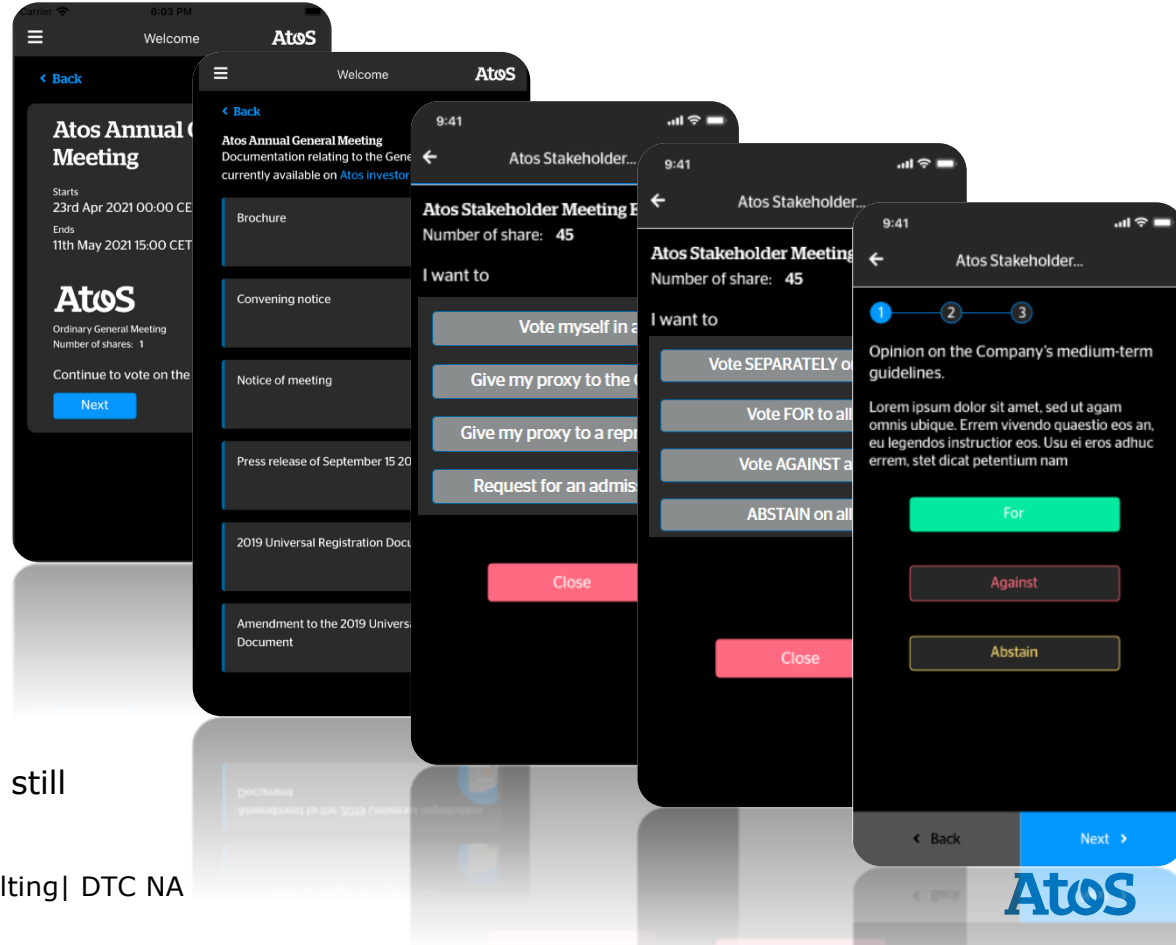 Carrier 6:03 PM
Welcome
Atos
Back
Atos Annual
Meeting
Starts
23rd Apr 2021 00:00 CE
Ends
11th May 2021 15:00 CET
Atos
Ordinary General Meeting
Number of shares: 1
Continue to vote on the
Next
Welcome
Atos
Back
Atos Annual General Meeting
Documentation relating to the Gene
currently available on Atos investor
Brochure
Convening notice
Notice of meeting
Press release of September 15 20
2019 Universal Registration Docu
Amendment to the 2019 Universa
Document
9:41
Atos Stakeholder...
Atos Stakeholder Meeting E
Number of share: 45
I want to
Vote myself in a
Give my proxy to the
Give my proxy to a repr
Request for an admis
Close
9:41
Atos Stakeholder...
Atos Stakeholder Meeting
Number of share: 45
I want to
Vote SEPARATELY o
Vote FOR to all
Vote AGAINST a
ABSTAIN on all
Close
9:41
Atos Stakeholder...
1 2 3
Opinion on the Company's medium-term
guidelines.
Lorem ipsum dolor sit amet, sed ut agam
omnis ubique. Errem vivendo quaestio eos an,
eu legendos instructior eos. Usu ei eros adhuc
errem, stet dicat petentium nam
For
Against
Abstain
Back
Next
still
lting| DTC NA
Atos